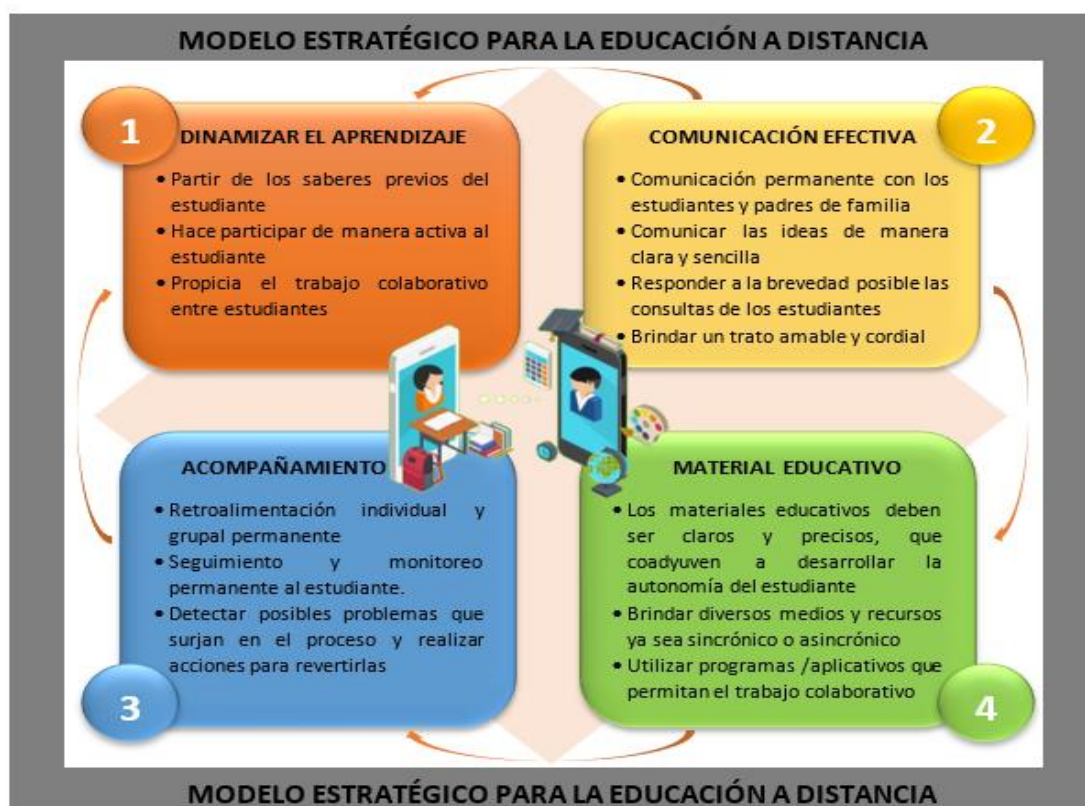 MODELO ESTRATÉGICO PARA LA EDUCACIÓN A DISTANCIA
1
DINAMIZAR EL APRENDIZAJE
• Partir de los saberes previos del
estudiante
• Hace participar de manera activa al
estudiante
• Propicia el trabajo colaborativo
entre estudiantes
2
COMUNICACIÓN EFECTIVA
• Comunicación permanente con los
estudiantes y padres de familia
• Comunicar las ideas de manera
clara y sencilla
• Responder a la brevedad posible las
consultas de los estudiantes
• Brindar un trato amable y cordial
ACOMPAÑAMIENTO
• Retroalimentación individual y
grupal permanente
• Seguimiento y monitoreo
permanente al estudiante.
• Detectar posibles problemas que
surjan en el proceso y realizar
acciones para revertirlas
3
MATERIAL EDUCATIVO
• Los materiales educativos deben
ser claros y precisos, que
coadyuven a desarrollar la
autonomía del estudiante
• Brindar diversos medios y recursos
ya sea sincrónico o asincrónico
• Utilizar programas /aplicativos que
permitan el trabajo colaborativo
4
MODELO ESTRATÉGICO PARA LA EDUCACIÓN A DISTANCIA